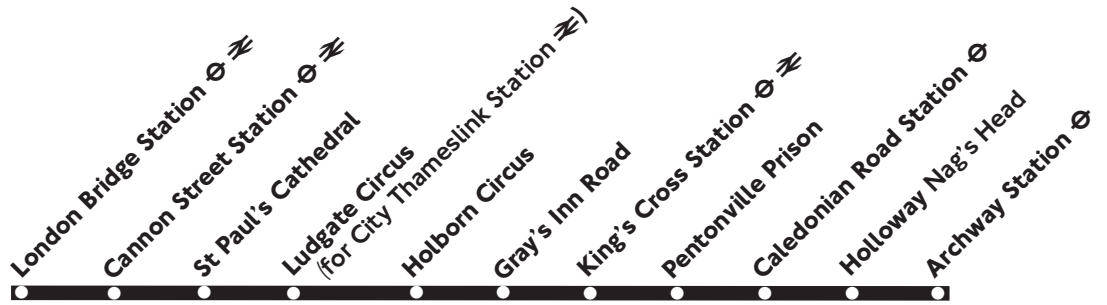 London Bridge Station
Cannon Street Station
St Paul's Cathedral
Ludgate Circus
(for City Thameslink Station )
Holborn Circus
Gray's Inn Road
King's Cross Station
Pentonville Prison
Caledonian Road Station
Holloway Nag's Head
Archway Station